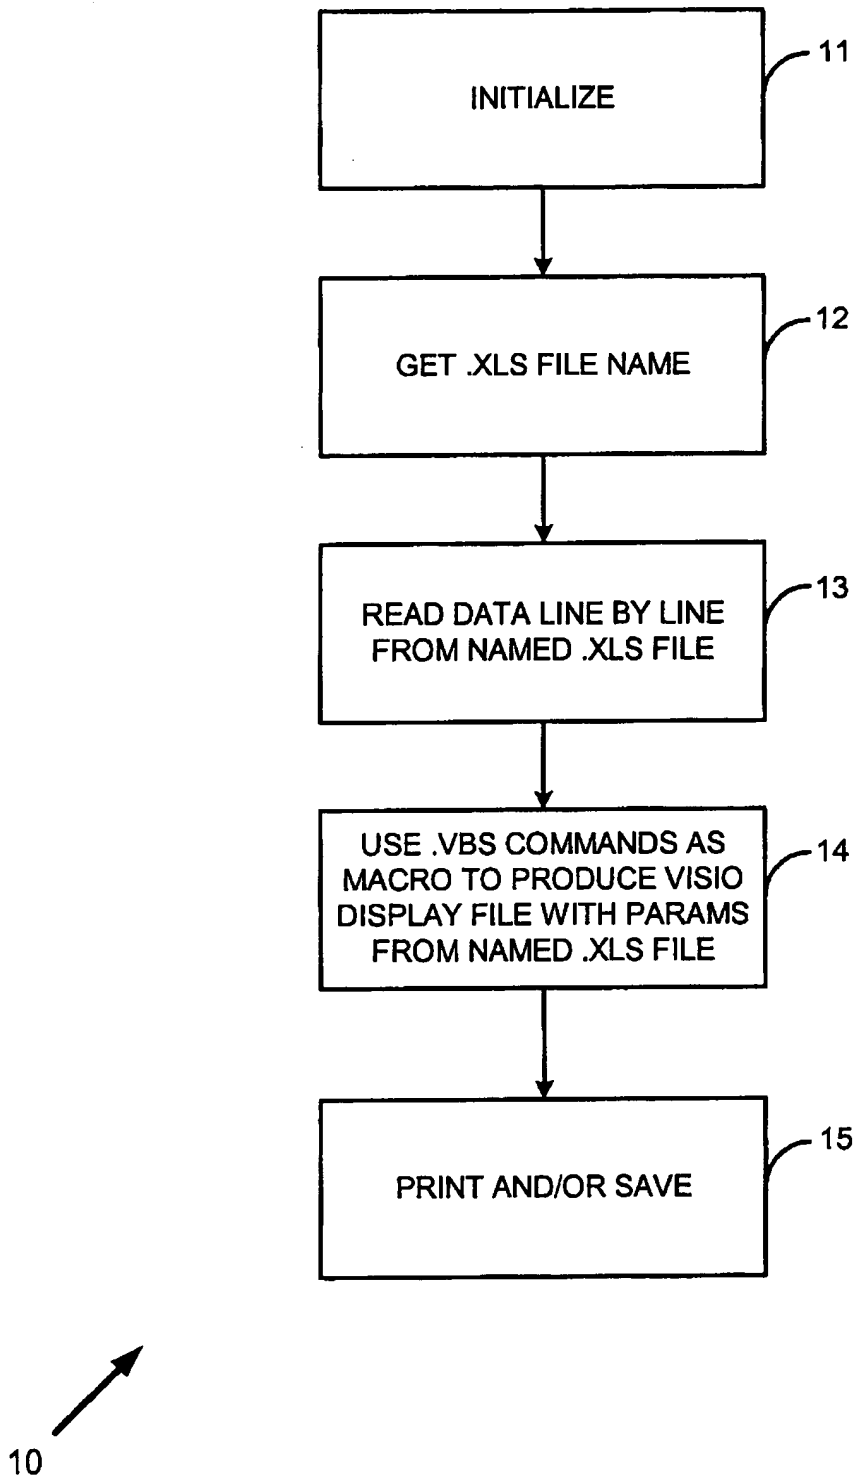 11
INITIALIZE
12
GET .XLS FILE NAME
13
READ DATA LINE BY LINE
FROM NAMED .XLS FILE
14
USE .VBS COMMANDS AS
MACRO TO PRODUCE VISIO
DISPLAY FILE WITH PARAMS
FROM NAMED .XLS FILE
15
PRINT AND/OR SAVE
10